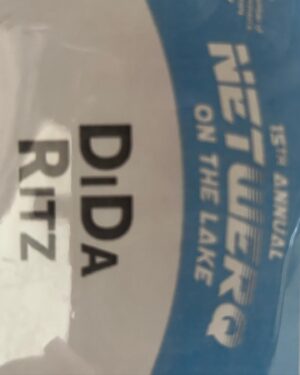 15TH ANNUAL
NETWERQ
ON THE LAKE
DIDA
RITZ